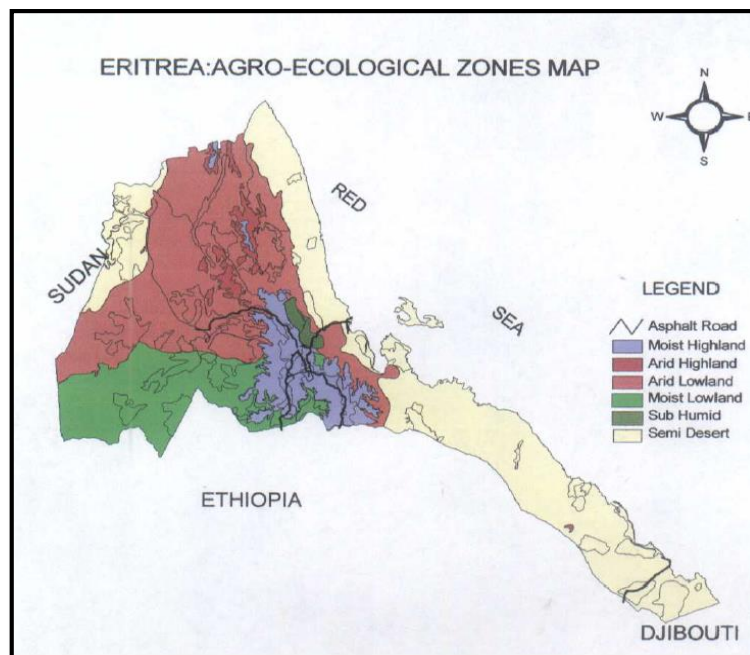 ERITREA:AGRO-ECOLOGICAL ZONES MAP
N
W
E
S
RED
SUDAN
SEA
LEGEND
Asphalt Road
Moist Highland
Arid Highland
Arid Lowland
Moist Lowland
Sub Humid
Semi Desert
ETHIOPIA
DJIBOUTI